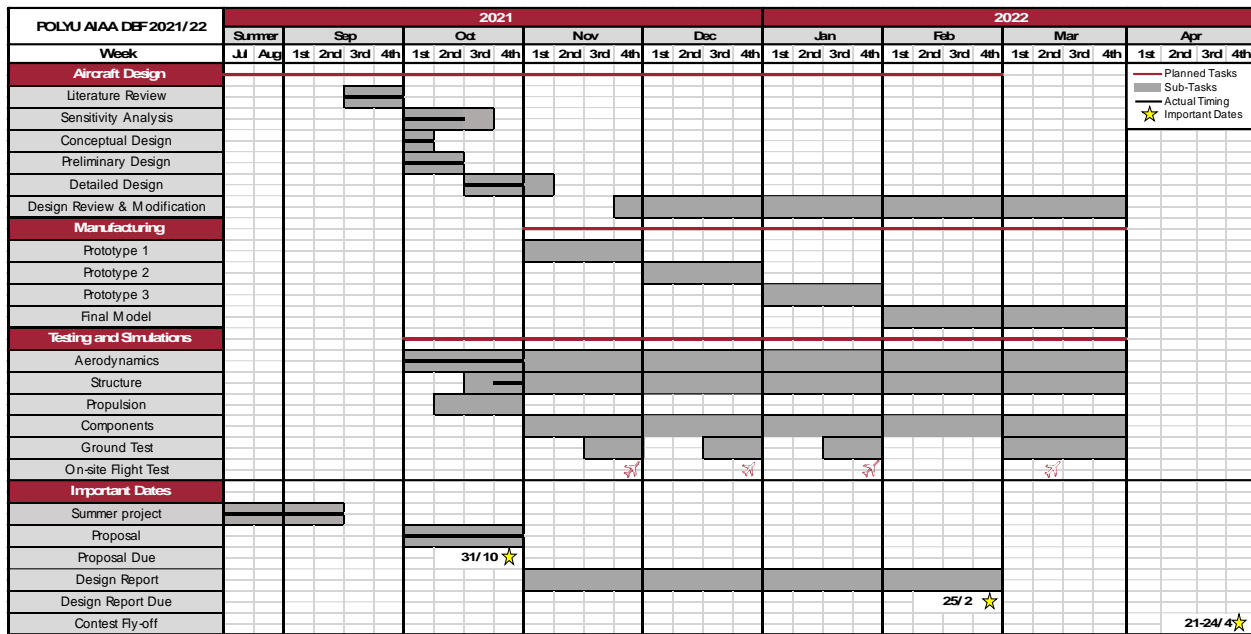 POLYU AIAA DBF 2021/22
2021 2022
Summer Sep Oct Nov Dec Jan Feb Mar Apr
Week Jul Aug 1st 2nd 3rd 4th 1st 2nd 3rd 4th 1st 2nd 3rd 4th 1st 2nd 3rd 4th 1st 2nd 3rd 4th 1st 2nd 3rd 4th 1st 2nd 3rd 4th 1st 2nd 3rd 4th
Aircraft Design
Planned Tasks
Sub-Tasks
Actual Timing
Important Dates
Literature Review
Sensitivity Analysis
Conceptual Design
Preliminary Design
Detailed Design
Design Review & Modification
Manufacturing
Prototype 1
Prototype 2
Prototype 3
Final Model
Testing and Simulations
Aerodynamics
Structure
Propulsion
Components
Ground Test
On-site Flight Test
Important Dates
Summer project
Proposal
Proposal Due 31/10
Design Report
Design Report Due 25/2
Contest Fly-off 21-24/4